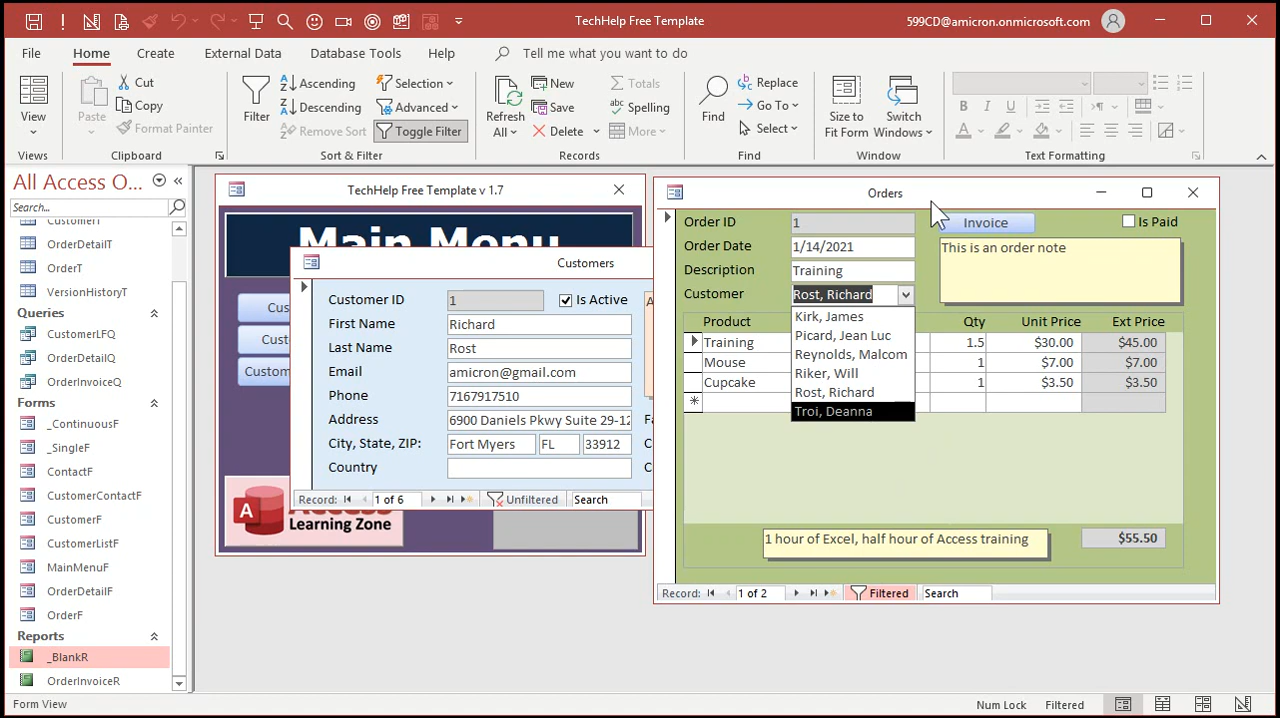 TechHelp Free Template
599CD@amicron.onmicrosoft.com
File Home Create External Data Database Tools Help Tell me what you want to do
View
Views
Paste
Cut
Copy
Format Painter
Clipboard
Filter
Ascending
Descending
Remove Sort
Selection
Advanced
Toggle Filter
Sort & Filter
Refresh
All
New
Save
Delete
Totals
Spelling
More
Records
Find
Replace
Go To
Select
Find
Size to
Fit Form
Switch
Windows
Window
B I U
A
Text Formatting
All Access O...
Search...
OrderDetailT
OrderT
VersionHistoryT
Queries
CustomerLFQ
OrderDetailQ
OrderInvoiceQ
Forms
_ContinuousF
_SingleF
ContactF
CustomerContactF
CustomerF
CustomerListF
MainMenuF
OrderDetailF
OrderF
Reports
_BlankR
OrderInvoiceR
TechHelp Free Template v 1.7
Main Menu
Cus
Cust
Custom
A
Learning Zone
Customers
Customer ID 1 Is Active
First Name Richard
Last Name Rost
Email amicron@gmail.com
Phone 7167917510
Address 6900 Daniels Pkwy Suite 29-12
City, State, ZIP: Fort Myers FL 33912
Country
Record: 1 of 6 Unfiltered Search
Orders
Order ID 1 Invoice Is Paid
Order Date 1/14/2021 This is an order note
Description Training
Customer Rost, Richard
Kirk, James
Picard, Jean Luc
Reynolds, Malcom
Riker, Will
Rost, Richard
Troi, Deanna
Product Qty Unit Price Ext Price
Training 1.5 $30.00 $45.00
Mouse 1 $7.00 $7.00
Cupcake 1 $3.50 $3.50
1 hour of Excel, half hour of Access training $55.50
Record: 1 of 2 Filtered Search
Form View Num Lock Filtered